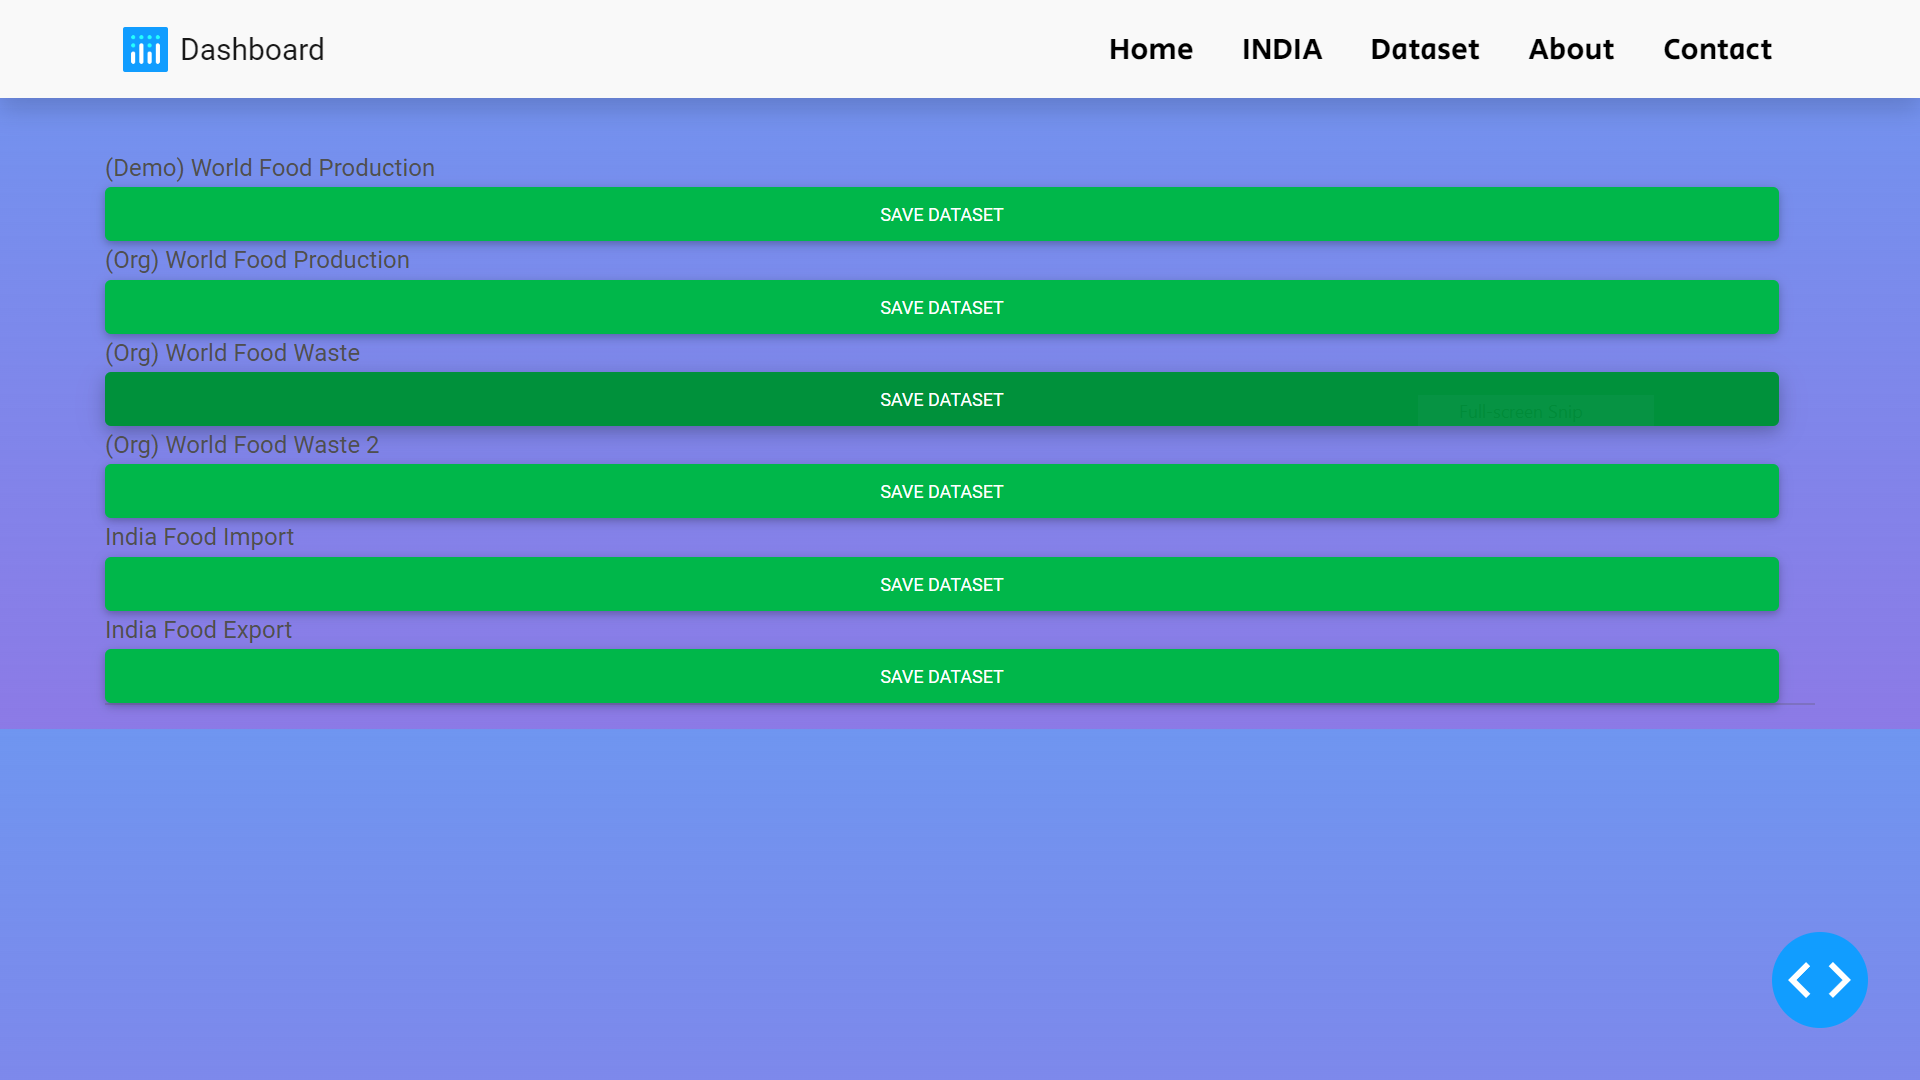 Dashboard
Home INDIA Dataset About Contact
(Demo) World Food Production
SAVE DATASET
(Org) World Food Production
SAVE DATASET
(Org) World Food Waste
SAVE DATASET
Full-screen Snip
(Org) World Food Waste 2
SAVE DATASET
India Food Import
SAVE DATASET
India Food Export
SAVE DATASET